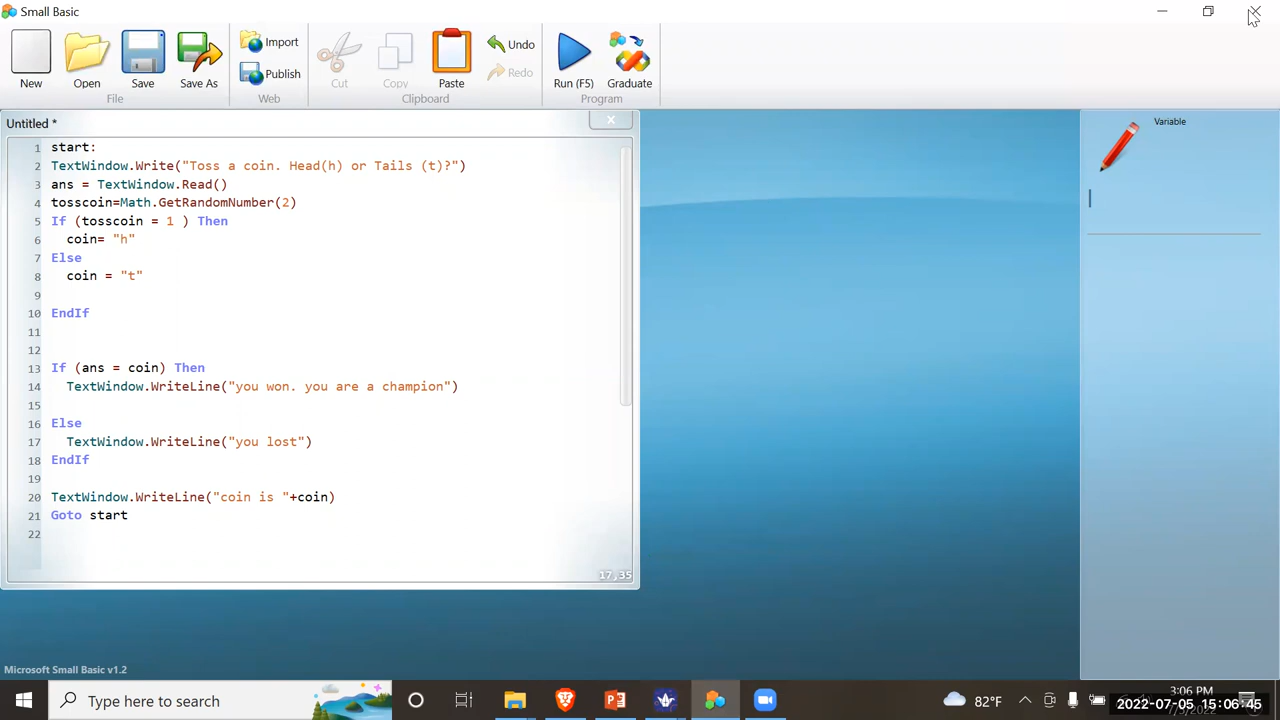 Small Basic
New
Open
Save
Save As
Import
Publish
Cut
Copy
Paste
Undo
Redo
Run (F5)
Graduate
File
Web
Clipboard
Program
Untitled *
1 start:
2 TextWindow.Write("Toss a coin. Head(h) or Tails (t)?")
3 ans = TextWindow.Read()
4 tosscoin=Math.GetRandomNumber(2)
5 If (tosscoin = 1 ) Then
6 coin= "h"
7 Else
8 coin = "t"
9
10 EndIf
11
12
13 If (ans = coin) Then
14 TextWindow.WriteLine("you won. you are a champion")
15
16 Else
17 TextWindow.WriteLine("you lost")
18 EndIf
19
20 TextWindow.WriteLine("coin is "+coin)
21 Goto start
22
17,35
Variable
Microsoft Small Basic v1.2
Type here to search
82°F
3:06 PM
2022-07-05 15:06:45